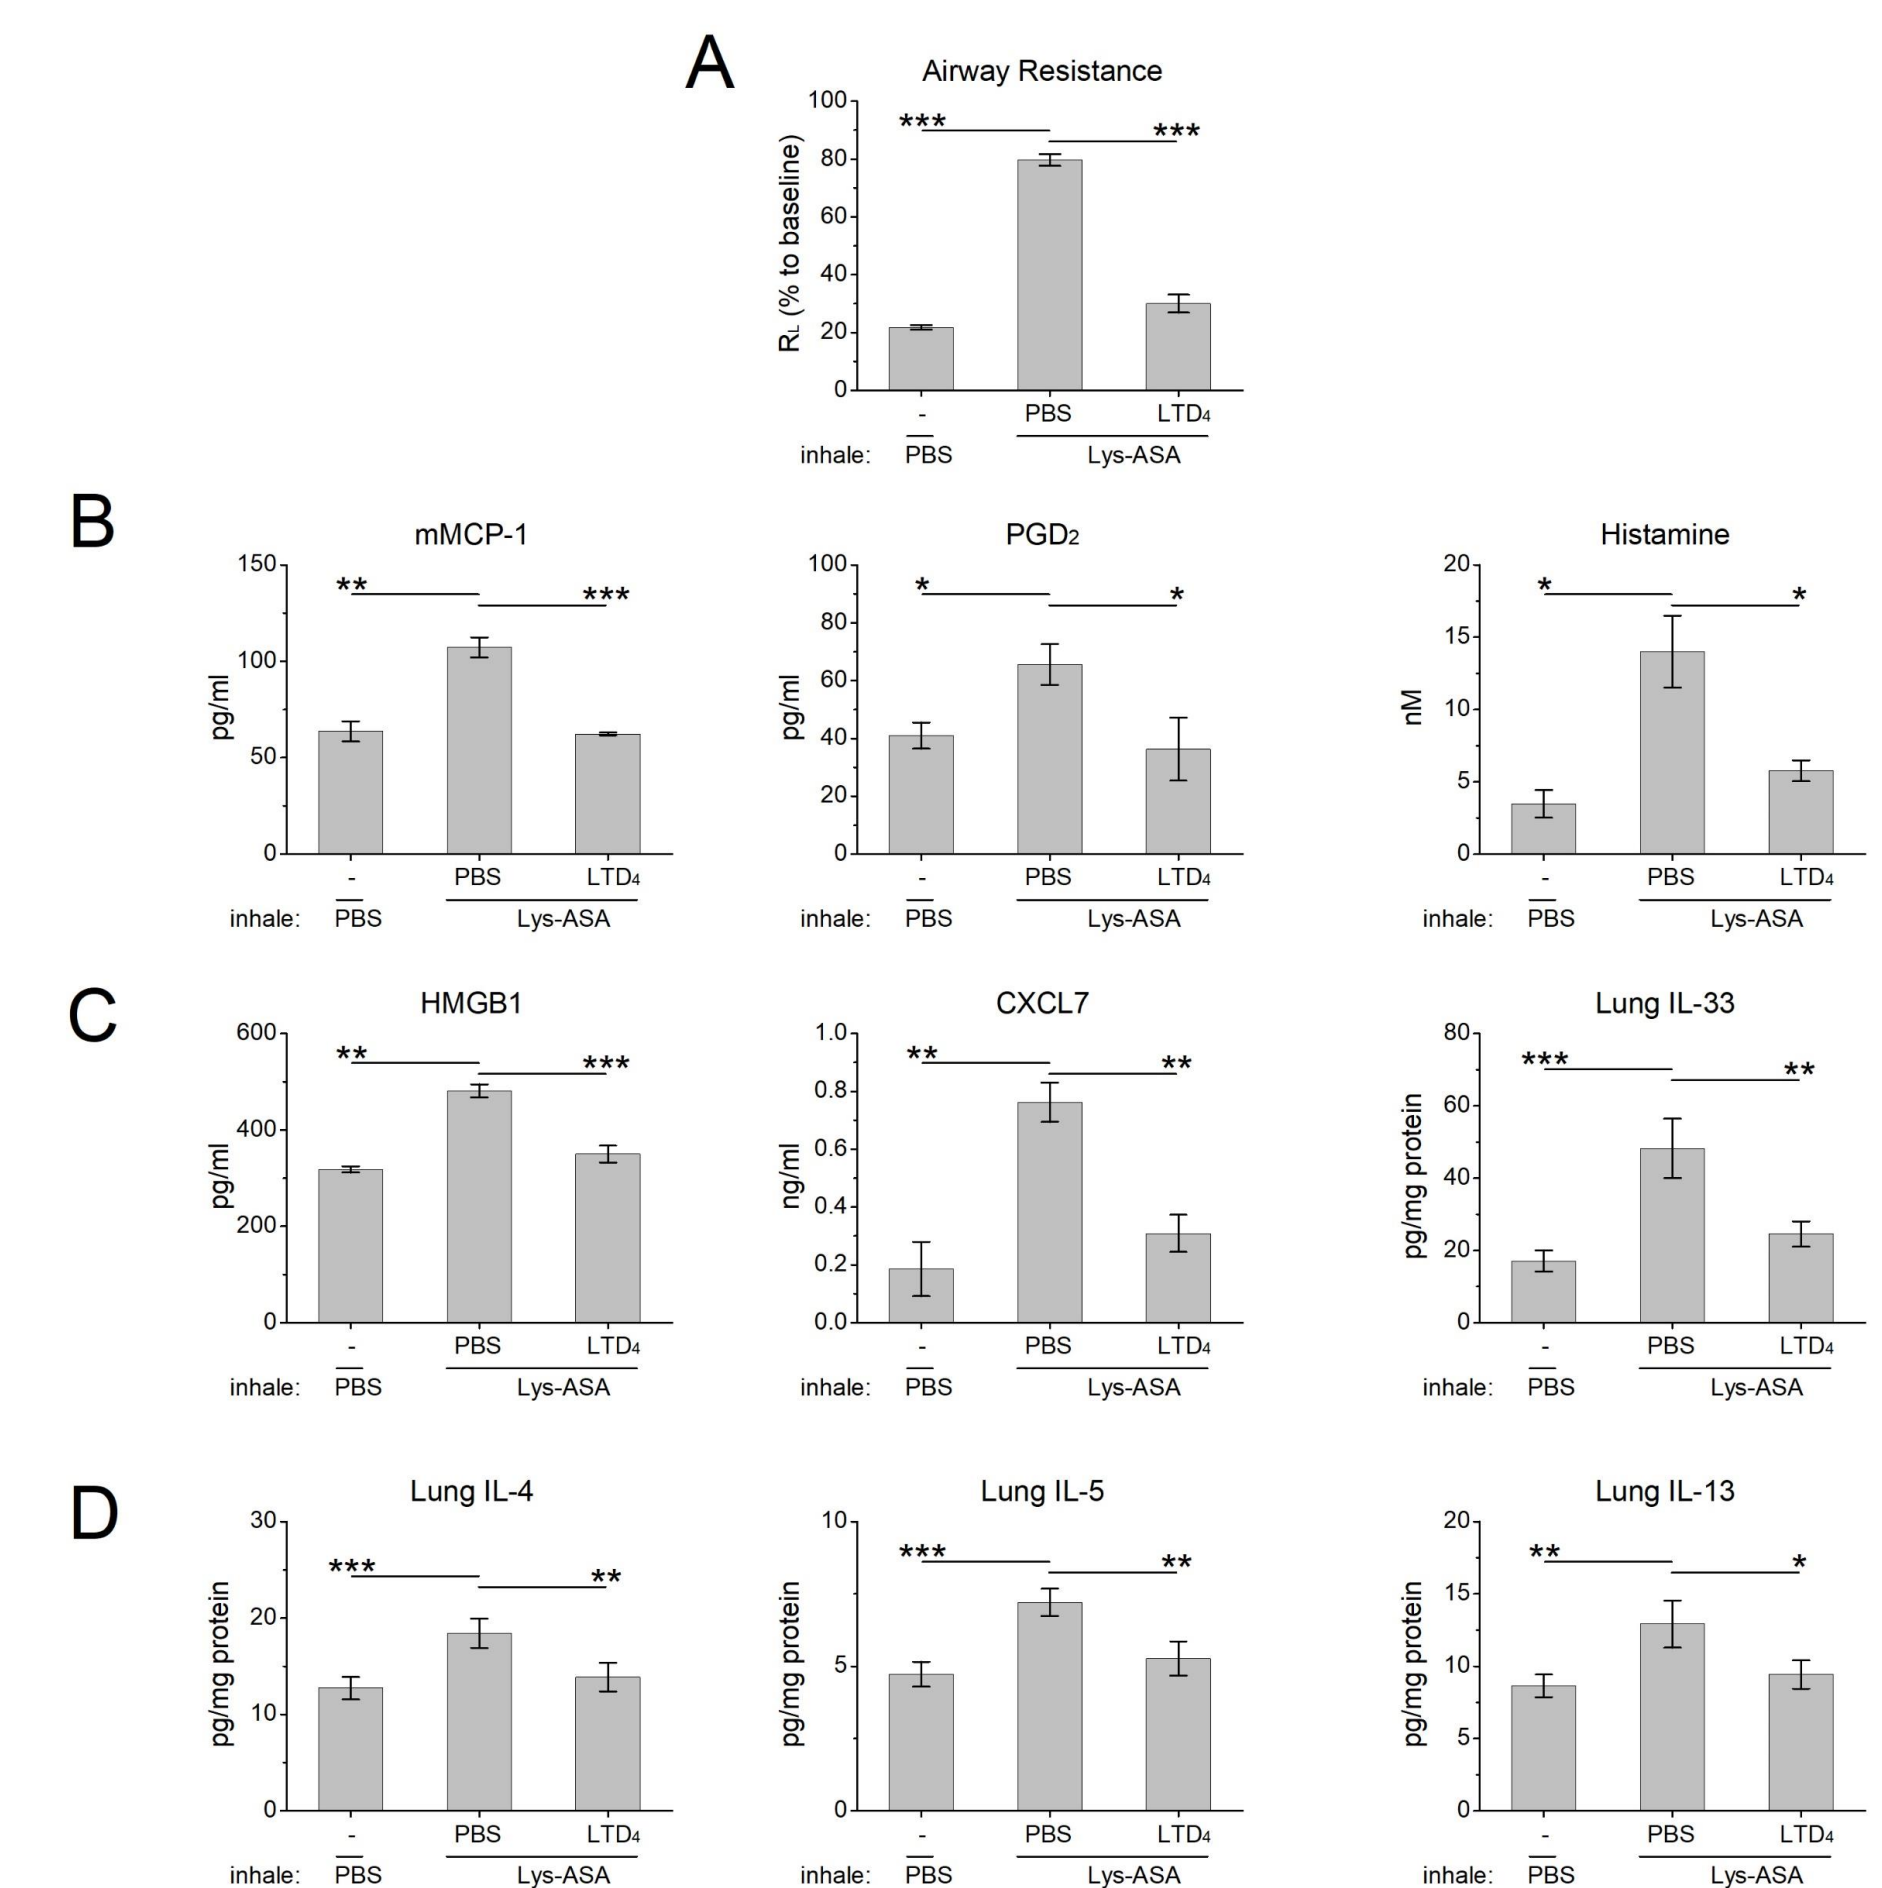 A
Airway Resistance
***
***
RL (% to baseline)
100
80
60
40
20
0
- PBS LTD4
inhale: PBS Lys-ASA
B
mMCP-1
** ***
pg/ml
150
100
50
0
- PBS LTD4
inhale: PBS Lys-ASA
PGD2
* *
pg/ml
100
80
60
40
20
0
- PBS LTD4
inhale: PBS Lys-ASA
Histamine
* *
nM
20
15
10
5
0
- PBS LTD4
inhale: PBS Lys-ASA
C
HMGB1
** ***
pg/ml
600
400
200
0
- PBS LTD4
inhale: PBS Lys-ASA
CXCL7
** **
ng/ml
1.0
0.8
0.6
0.4
0.2
0.0
- PBS LTD4
inhale: PBS Lys-ASA
Lung IL-33
*** **
pg/mg protein
80
60
40
20
0
- PBS LTD4
inhale: PBS Lys-ASA
D
Lung IL-4
*** **
pg/mg protein
30
20
10
0
- PBS LTD4
inhale: PBS Lys-ASA
Lung IL-5
*** **
pg/mg protein
10
5
0
- PBS LTD4
inhale: PBS Lys-ASA
Lung IL-13
** *
pg/mg protein
20
15
10
5
0
- PBS LTD4
inhale: PBS Lys-ASA